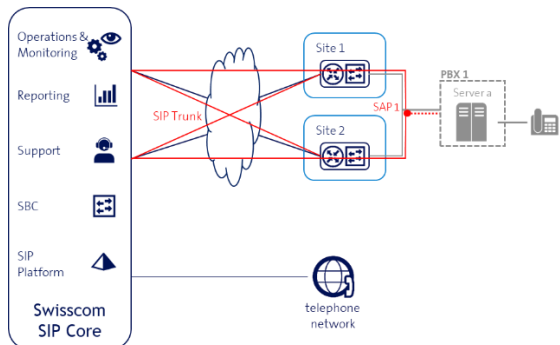 Operations &
Monitoring
Reporting
Support
SBC
SIP
Platform
Swisscom
SIP Core
SIP Trunk
Site 1
Site 2
SAP 1
PBX 1
Server a
telephone
network